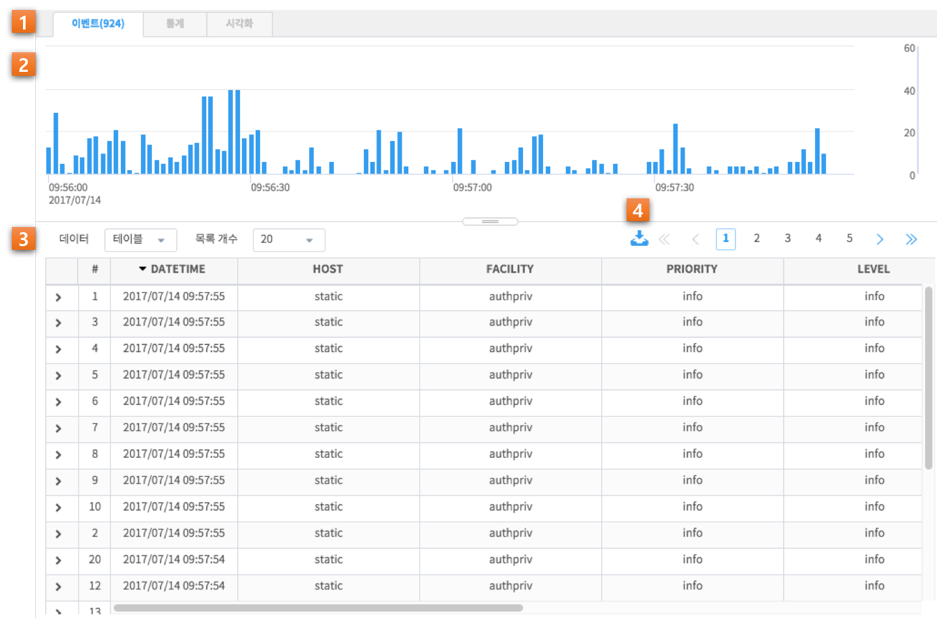 1
이벤트(924) 통계 시각화
2
60
40
20
0
09:56:00 09:56:30 09:57:00 09:57:30
2017/07/14
4
3 데이터 테이블 목록 개수 20 1 2 3 4 5
# DATETIME HOST FACILITY PRIORITY LEVEL
1 2017/07/14 09:57:55 static authpriv info info
3 2017/07/14 09:57:55 static authpriv info info
4 2017/07/14 09:57:55 static authpriv info info
5 2017/07/14 09:57:55 static authpriv info info
6 2017/07/14 09:57:55 static authpriv info info
7 2017/07/14 09:57:55 static authpriv info info
8 2017/07/14 09:57:55 static authpriv info info
9 2017/07/14 09:57:55 static authpriv info info
10 2017/07/14 09:57:55 static authpriv info info
2 2017/07/14 09:57:55 static authpriv info info
20 2017/07/14 09:57:54 static authpriv info info
12 2017/07/14 09:57:54 static authpriv info info
13